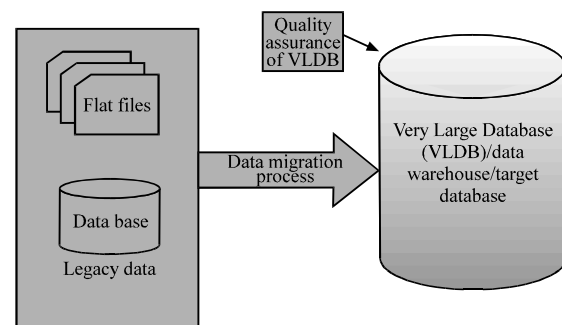 Flat files
Data base
Legacy data
Data migration
process
Quality
assurance
of VLDB
Very Large Database
(VLDB)/data
warehouse/target
database